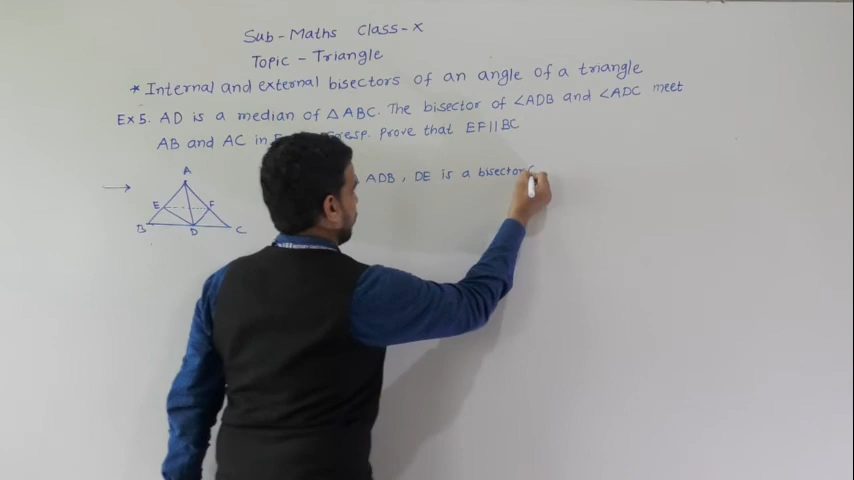 Sub - Maths Class - X
Topic - Triangle
* Internal and external bisectors of an angle of a triangle
Ex 5. AD is a median of △ABC. The bisector of ∠ADB and ∠ADC meet
AB and AC in resp. Prove that EF||BC
→
A
E F
B D C
ADB, DE is a bisector